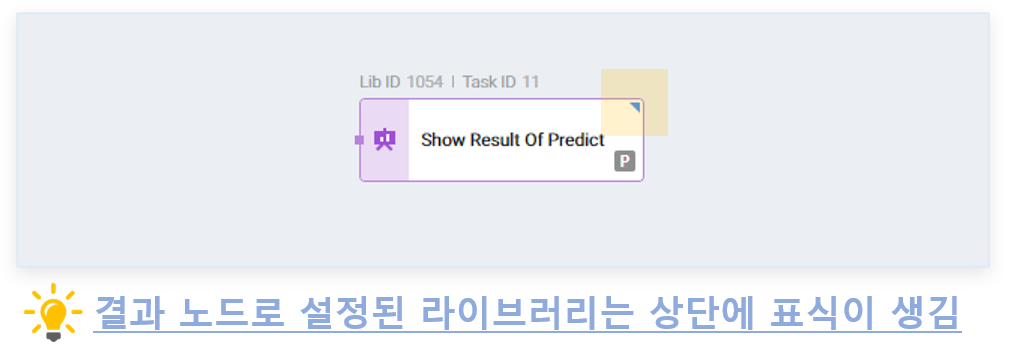 Lib ID 1054 | Task ID 11
Show Result Of Predict
P
결과 노드로 설정된 라이브러리는 상단에 표식이 생김